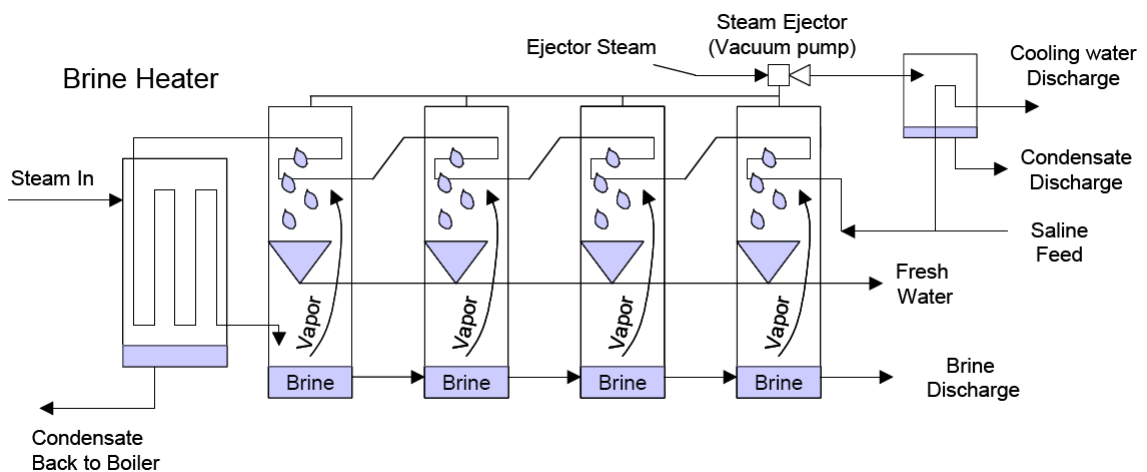 Steam Ejector
(Vacuum pump)
Ejector Steam
Cooling water
Discharge
Brine Heater
Steam In
Condensate
Discharge
Saline
Feed
Fresh
Water
Vapor
Vapor
Vapor
Vapor
Brine
Brine
Brine
Brine
Brine
Discharge
Condensate
Back to Boiler